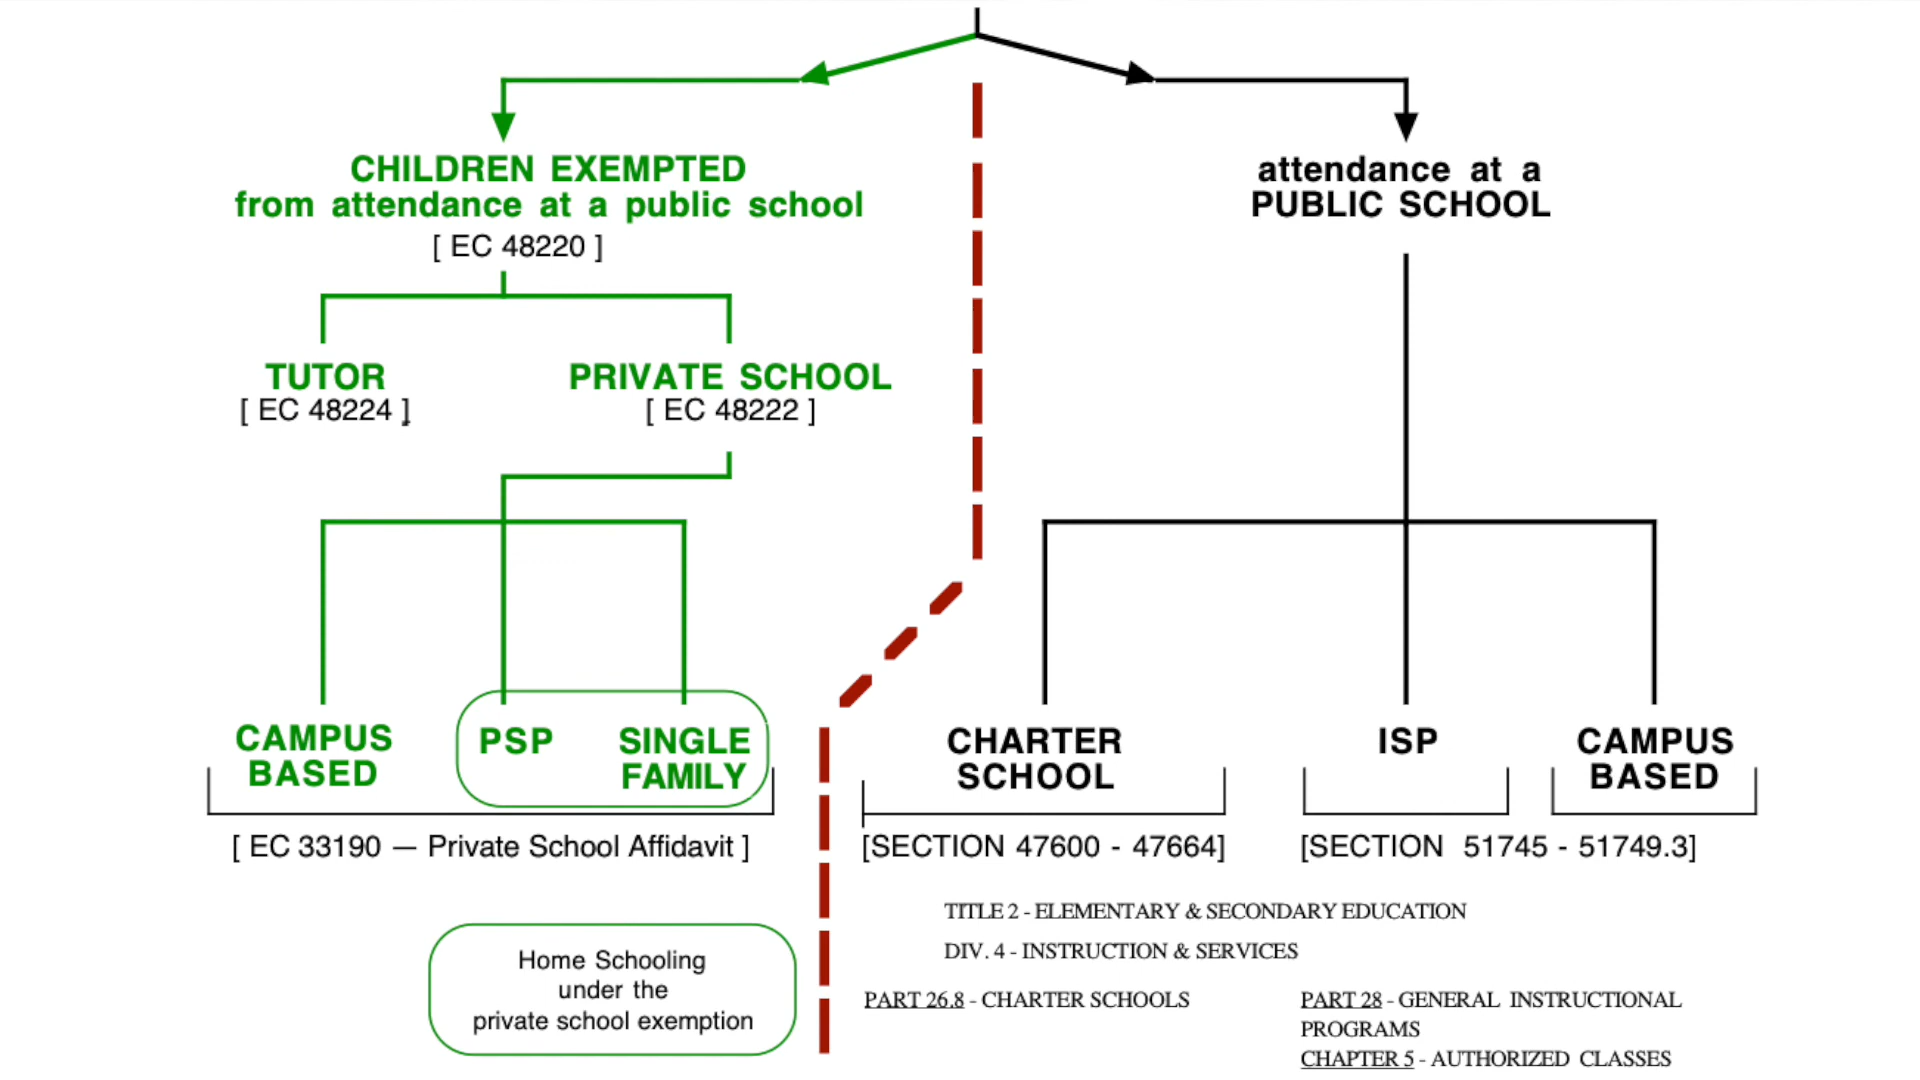 CHILDREN EXEMPTED
from attendance at a public school
[ EC 48220 ]
attendance at a
PUBLIC SCHOOL
TUTOR
[ EC 48224 ]
PRIVATE SCHOOL
[ EC 48222 ]
CAMPUS
BASED
PSP
SINGLE
FAMILY
[ EC 33190 — Private School Affidavit ]
CHARTER
SCHOOL
ISP
CAMPUS
BASED
[SECTION 47600 - 47664]
[SECTION 51745 - 51749.3]
TITLE 2 - ELEMENTARY & SECONDARY EDUCATION
DIV. 4 - INSTRUCTION & SERVICES
PART 26.8 - CHARTER SCHOOLS
PART 28 - GENERAL INSTRUCTIONAL
PROGRAMS
CHAPTER 5 - AUTHORIZED CLASSES
Home Schooling
under the
private school exemption